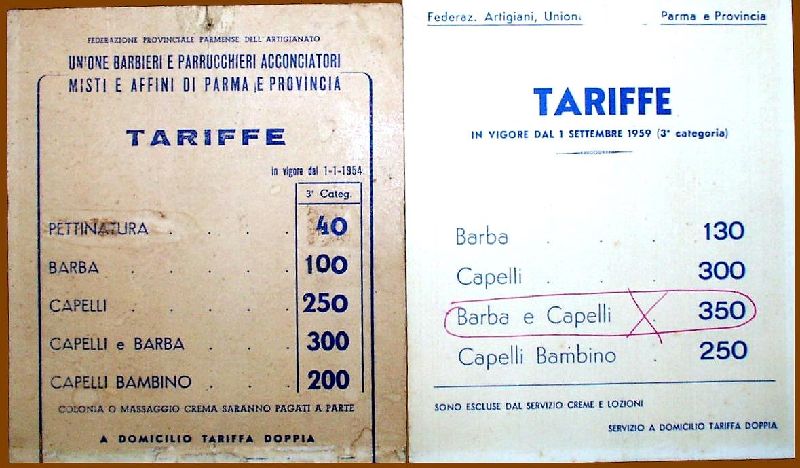 FEDERAZIONE PROVINCIALE PARMENSE DELL'ARTIGIANATO
UNIONE BARBIERI E PARRUCCHIERI ACCONCIATORI
MISTI E AFFINI DI PARMA E PROVINCIA
TARIFFE
In vigore dal 1-1-1954
3ª Categ.
PETTINATURA . . . . 40
BARBA . . . . . 100
CAPELLI . . . . . 250
CAPELLI e BARBA . . . 300
CAPELLI BAMBINO . . . 200
COLONIA O MASSAGGIO CREMA SARANNO PAGATI A PARTE
A DOMICILIO TARIFFA DOPPIA
Federaz. Artigiani, Unioni Parma e Provincia
TARIFFE
IN VIGORE DAL 1 SETTEMBRE 1959 (3ª categoria)
Barba . . . 130
Capelli . . . 300
Barba e Capelli . 350
Capelli Bambino . 250
SONO ESCLUSE DAL SERVIZIO CREME E LOZIONI
SERVIZIO A DOMICILIO TARIFFA DOPPIA